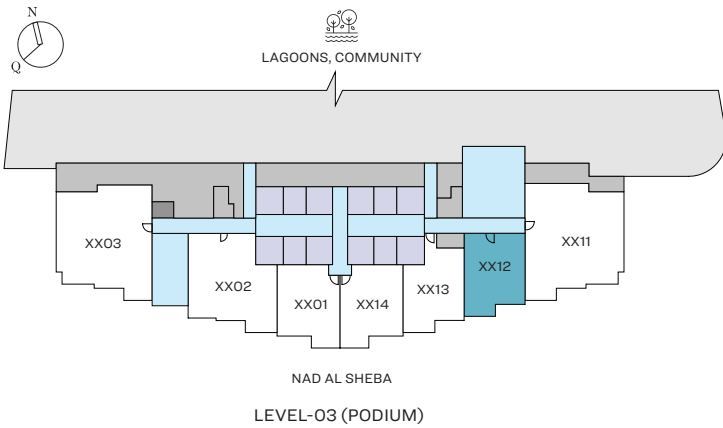 N
Q
LAGOONS, COMMUNITY
XX03
XX02
XX01
XX14
XX13
XX12
XX11
NAD AL SHEBA
LEVEL-03 (PODIUM)